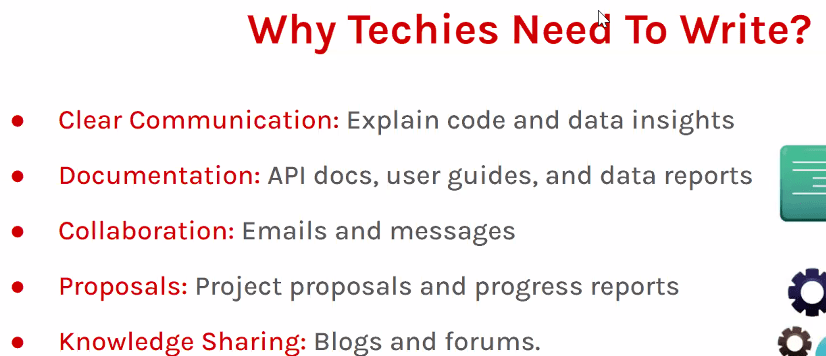 Why Techies Need To Write?
● Clear Communication: Explain code and data insights
● Documentation: API docs, user guides, and data reports
● Collaboration: Emails and messages
● Proposals: Project proposals and progress reports
● Knowledge Sharing: Blogs and forums.